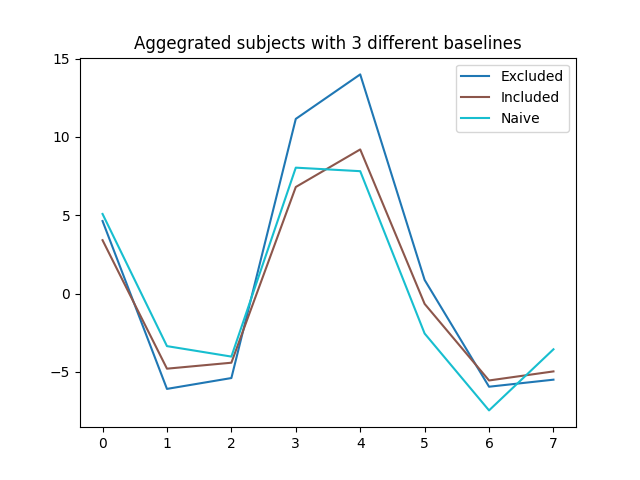 Aggegrated subjects with 3 different baselines
Excluded
Included
Naive
15
10
5
0
−5
0 1 2 3 4 5 6 7